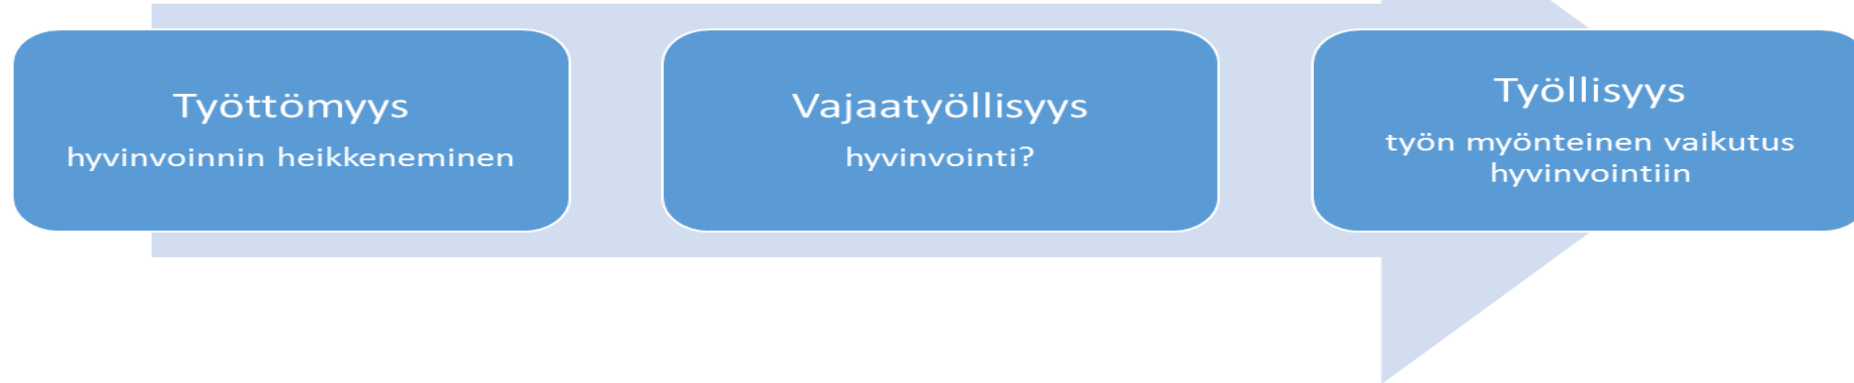 Työttömyys
hyvinvoinnin heikkeneminen
Vajaatyöllisyys
hyvinvointi?
Työllisyys
työn myönteinen vaikutus
hyvinvointiin